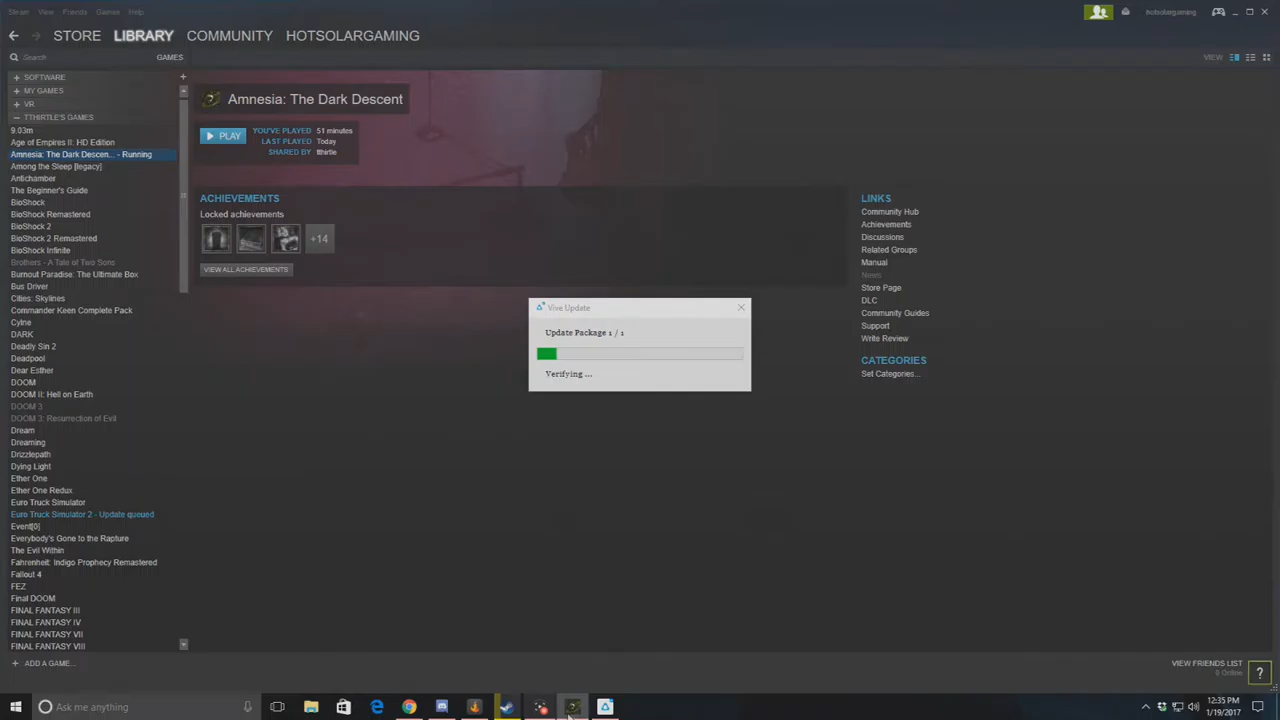 Steam View Friends Games Help
hotsolargaming
STORE LIBRARY COMMUNITY HOTSOLARGAMING
Search GAMES
VIEW
+ SOFTWARE +
+ MY GAMES
+ VR
− TTHIRTLE'S GAMES
9.03m
Age of Empires II: HD Edition
Amnesia: The Dark Descen... - Running
Among the Sleep [legacy]
Antichamber
The Beginner's Guide
BioShock
BioShock Remastered
BioShock 2
BioShock 2 Remastered
BioShock Infinite
Brothers - A Tale of Two Sons
Burnout Paradise: The Ultimate Box
Bus Driver
Cities: Skylines
Commander Keen Complete Pack
Cylne
DARK
Deadly Sin 2
Deadpool
Dear Esther
DOOM
DOOM II: Hell on Earth
DOOM 3
DOOM 3: Resurrection of Evil
Dream
Dreaming
Drizzlepath
Dying Light
Ether One
Ether One Redux
Euro Truck Simulator
Euro Truck Simulator 2 - Update queued
Event[0]
Everybody's Gone to the Rapture
The Evil Within
Fahrenheit: Indigo Prophecy Remastered
Fallout 4
FEZ
Final DOOM
FINAL FANTASY III
FINAL FANTASY IV
FINAL FANTASY VII
FINAL FANTASY VIII
+ ADD A GAME...
Amnesia: The Dark Descent
PLAY
YOU'VE PLAYED 51 minutes
LAST PLAYED Today
SHARED BY tthirtle
ACHIEVEMENTS
Locked achievements
+14
VIEW ALL ACHIEVEMENTS
Vive Update
Update Package 1 / 1
Verifying ...
LINKS
Community Hub
Achievements
Discussions
Related Groups
Manual
News
Store Page
DLC
Community Guides
Support
Write Review
CATEGORIES
Set Categories...
VIEW FRIENDS LIST
0 Online
?
Ask me anything
12:35 PM
1/19/2017